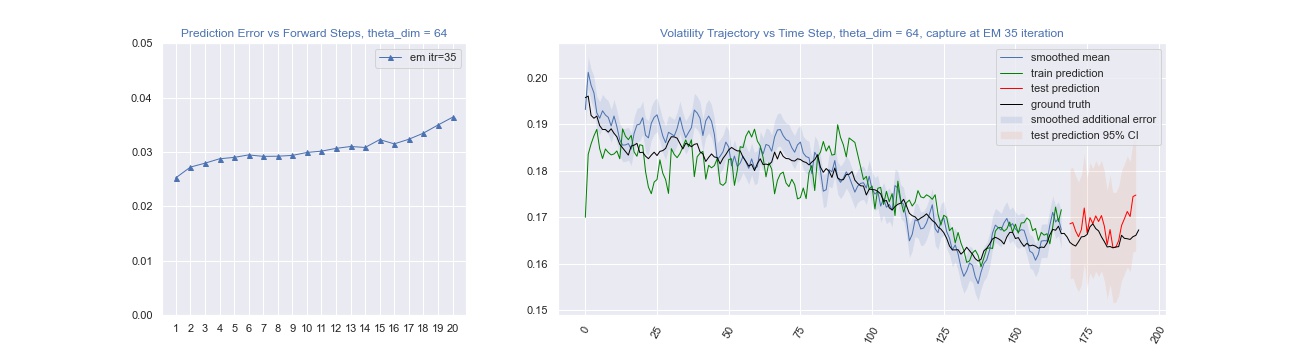 Prediction Error vs Forward Steps, theta_dim = 64
0.05
0.04
0.03
0.02
0.01
0.00
em itr=35
1 2 3 4 5 6 7 8 9 10 11 12 13 14 15 16 17 18 19 20
Volatility Trajectory vs Time Step, theta_dim = 64, capture at EM 35 iteration
0.20
0.19
0.18
0.17
0.16
0.15
smoothed mean
train prediction
test prediction
ground truth
smoothed additional error
test prediction 95% CI
0 25 50 75 100 125 150 175 200